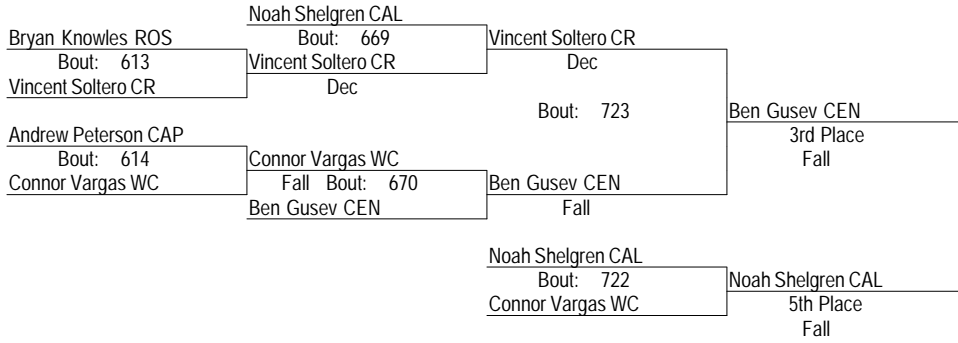 Noah Shelgren CAL
Bryan Knowles ROS
Bout: 669
Vincent Soltero CR
Bout: 613
Vincent Soltero CR
Dec
Vincent Soltero CR
Dec
Bout: 723
Ben Gusev CEN
Andrew Peterson CAP
3rd Place
Bout: 614
Connor Vargas WC
Fall
Connor Vargas WC
Fall Bout: 670
Ben Gusev CEN
Ben Gusev CEN
Fall
Noah Shelgren CAL
Bout: 722
Noah Shelgren CAL
Connor Vargas WC
5th Place
Fall